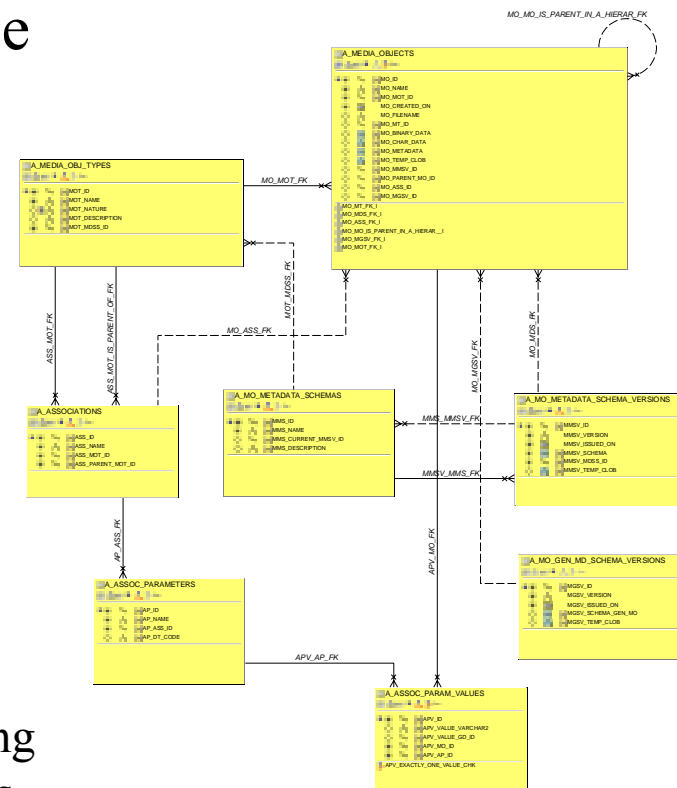 e
MO_MO_IS_PARENT_IN_A_HIERAR_FK
A_MEDIA_OBJECTS
MO_ID
MO_NAME
MO_MOT_ID
MO_CREATED_ON
MO_FILENAME
MO_MT_ID
MO_BINARY_DATA
MO_CHAR_DATA
MO_METADATA
MO_TEMP_CLOB
MO_MMSV_ID
MO_PARENT_MO_ID
MO_ASS_ID
MO_MGSV_ID
MO_MT_FK_I
MO_MDS_FK_I
MO_ASS_FK_I
MO_MO_IS_PARENT_IN_A_HIERAR__I
MO_MGSV_FK_I
MO_MOT_FK_I
A_MEDIA_OBJ_TYPES
MOT_ID
MOT_NAME
MOT_NATURE
MOT_DESCRIPTION
MOT_MDSS_ID
MO_MOT_FK
MOT_MDSS_FK
ASS_MOT_FK
ASS_MOT_IS_PARENT_OF_FK
MO_ASS_FK
MO_MGSV_FK
MO_MDS_FK
A_ASSOCIATIONS
ASS_ID
ASS_NAME
ASS_MOT_ID
ASS_PARENT_MOT_ID
A_MO_METADATA_SCHEMAS
MMS_ID
MMS_NAME
MMS_CURRENT_MMSV_ID
MMS_DESCRIPTION
MMS_MMSV_FK
MMSV_MMS_FK
A_MO_METADATA_SCHEMA_VERSIONS
MMSV_ID
MMSV_VERSION
MMSV_ISSUED_ON
MMSV_SCHEMA
MMSV_MDSS_ID
MMSV_TEMP_CLOB
AP_ASS_FK
APV_MO_FK
A_MO_GEN_MD_SCHEMA_VERSIONS
MGSV_ID
MGSV_VERSION
MGSV_ISSUED_ON
MGSV_SCHEMA_GEN_MO
MGSV_TEMP_CLOB
A_ASSOC_PARAMETERS
AP_ID
AP_NAME
AP_ASS_ID
AP_DT_CODE
APV_AP_FK
A_ASSOC_PARAM_VALUES
APV_ID
APV_VALUE_VARCHAR2
APV_VALUE_GD_ID
APV_MO_ID
APV_AP_ID
APV_EXACTLY_ONE_VALUE_CHK
ng